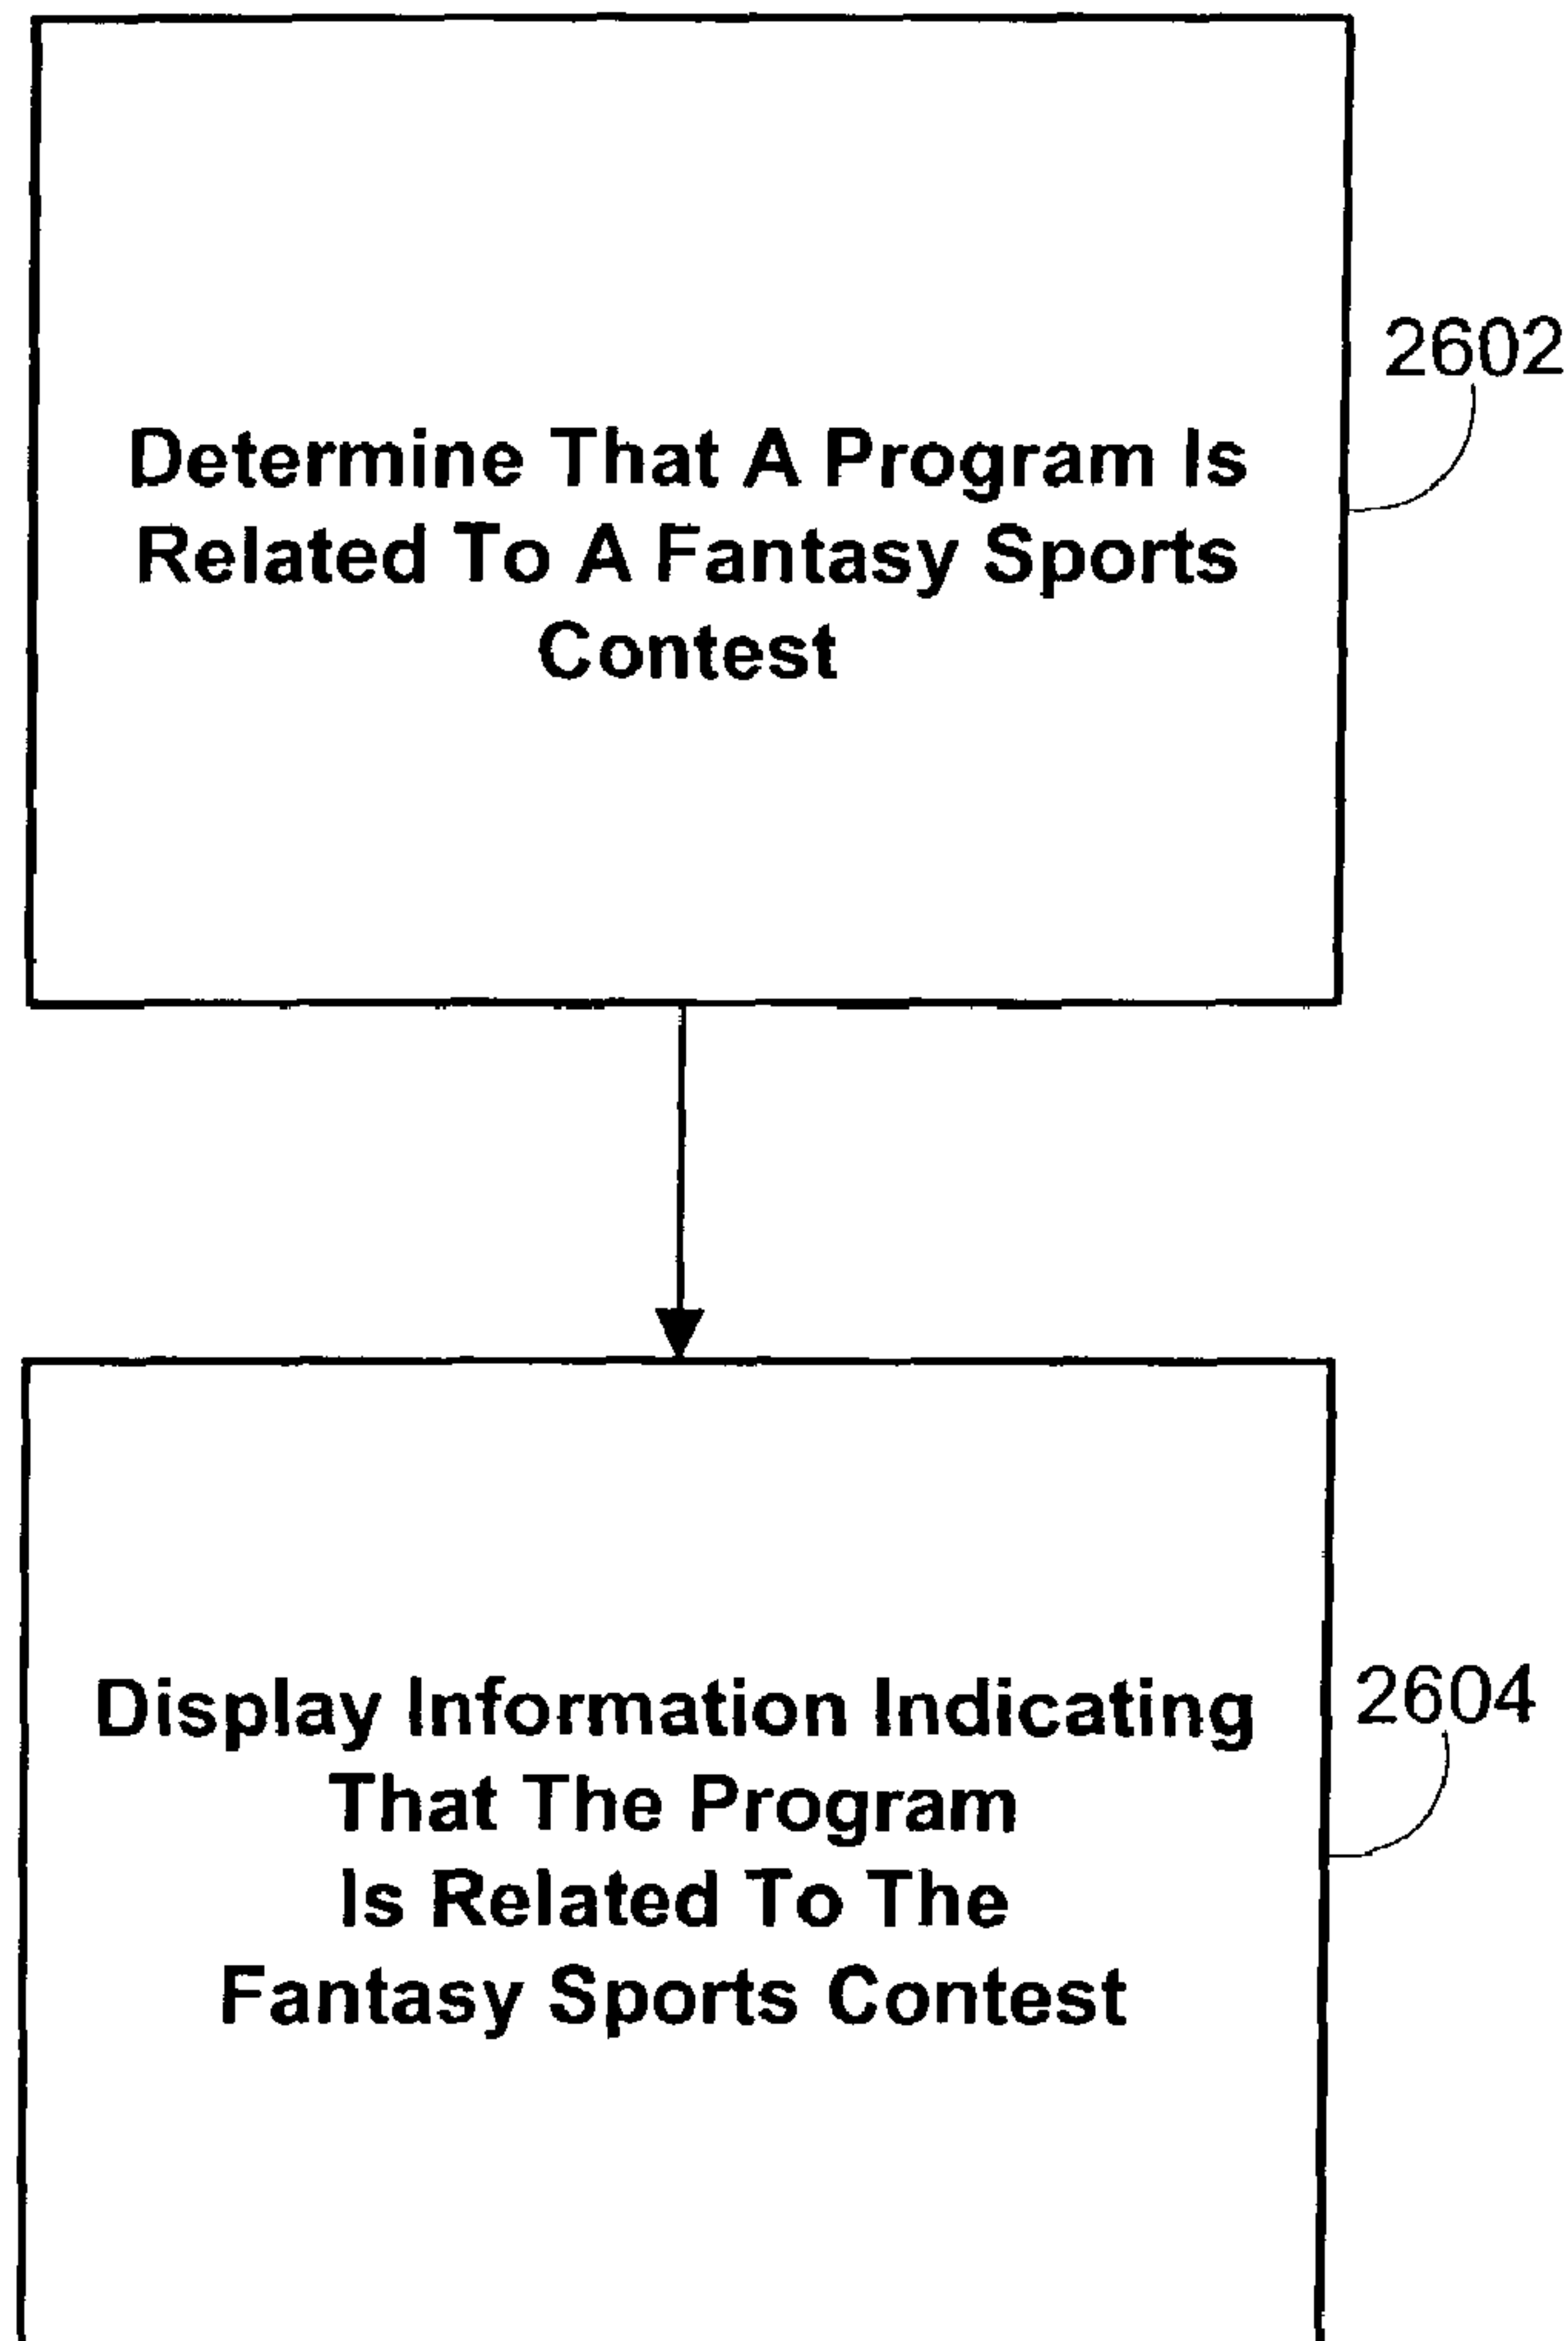 Determine That A Program Is
Related To A Fantasy Sports
Contest
2602
Display Information Indicating
That The Program
Is Related To The
Fantasy Sports Contest
2604